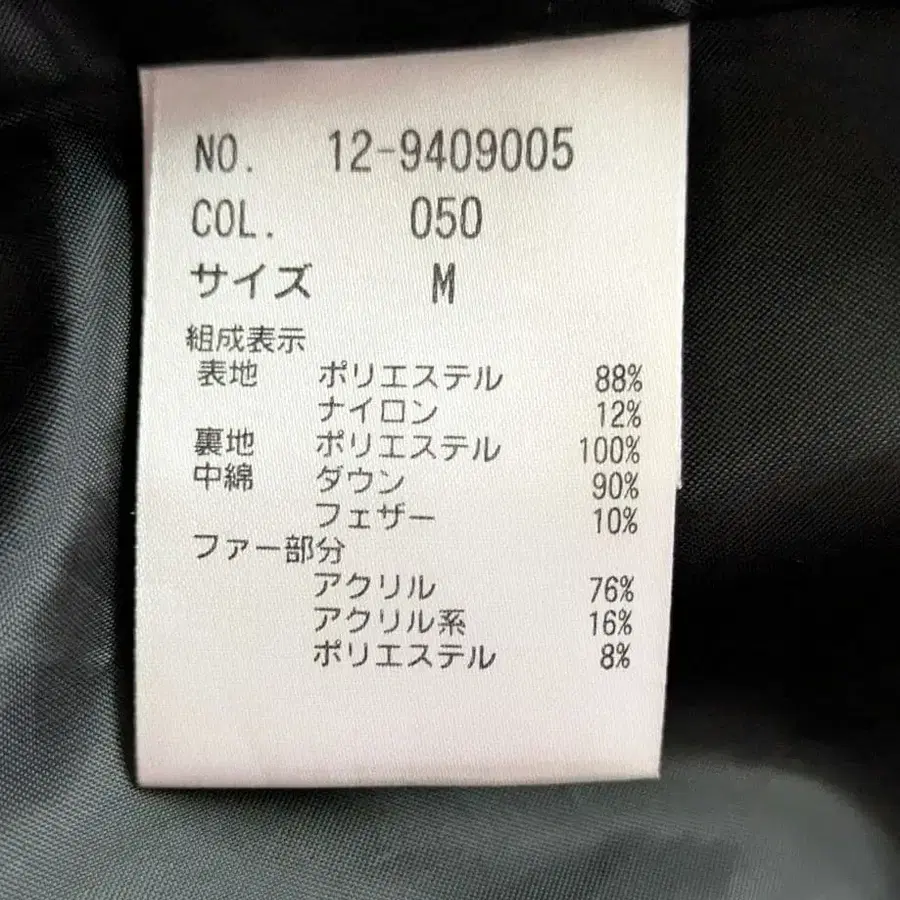 NO. 12-9409005
COL. 050
サイズ M
組成表示
表地 ポリエステル 88%
ナイロン 12%
裏地 ポリエステル 100%
中綿 ダウン 90%
フェザー 10%
ファー部分
アクリル 76%
アクリル系 16%
ポリエステル 8%